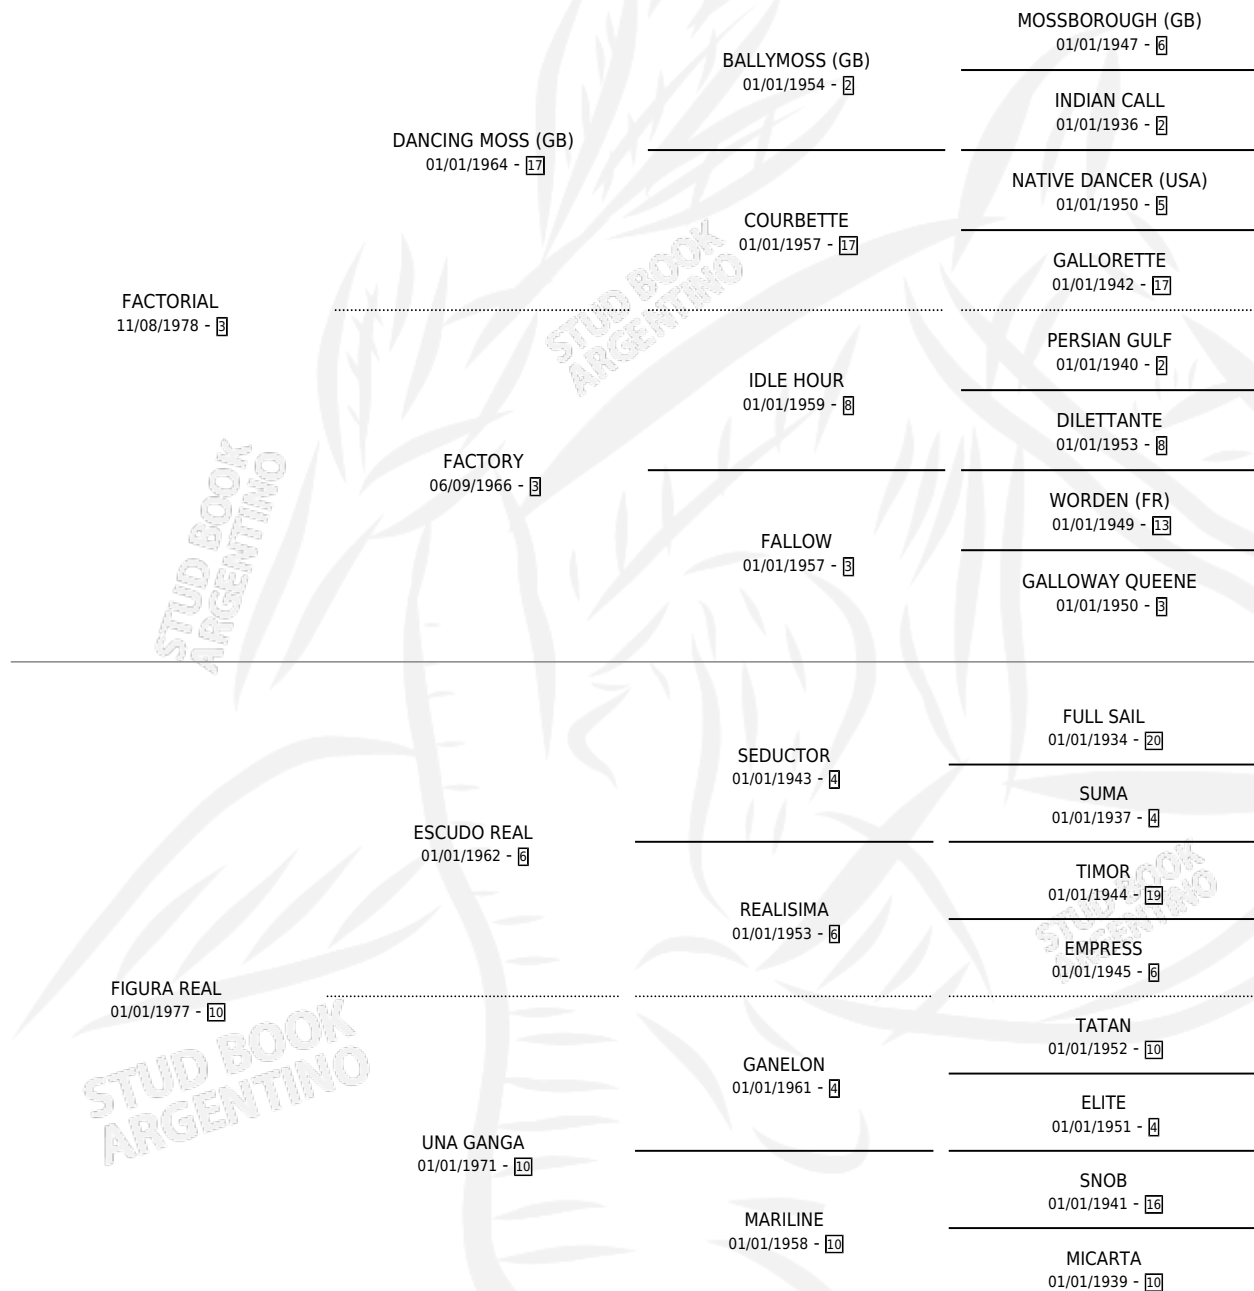 MOSSBOROUGH (GB)
01/01/1947 - 6
BALLYMOSS (GB)
01/01/1954 - 2
INDIAN CALL
01/01/1936 - 2
DANCING MOSS (GB)
01/01/1964 - 17
NATIVE DANCER (USA)
01/01/1950 - 5
COURBETTE
01/01/1957 - 17
GALLORETTE
01/01/1942 - 17
FACTORIAL
11/08/1978 - 3
PERSIAN GULF
01/01/1940 - 2
IDLE HOUR
01/01/1959 - 8
DILETTANTE
01/01/1953 - 8
FACTORY
06/09/1966 - 3
WORDEN (FR)
01/01/1949 - 13
FALLOW
01/01/1957 - 3
GALLOWAY QUEENE
01/01/1950 - 3
FULL SAIL
01/01/1934 - 20
SEDUCTOR
01/01/1943 - 4
SUMA
01/01/1937 - 4
ESCUDO REAL
01/01/1962 - 6
TIMOR
01/01/1944 - 19
REALISIMA
01/01/1953 - 6
EMPRESS
01/01/1945 - 6
FIGURA REAL
01/01/1977 - 10
TATAN
01/01/1952 - 10
GANELON
01/01/1961 - 4
ELITE
01/01/1951 - 4
UNA GANGA
01/01/1971 - 10
SNOB
01/01/1941 - 16
MARILINE
01/01/1958 - 10
MICARTA
01/01/1939 - 10
STUD BOOK
ARGENTINO
STUD BOOK
ARGENTINO
STUD BOOK
ARGENTINO
STUD BOOK
ARGENTINO